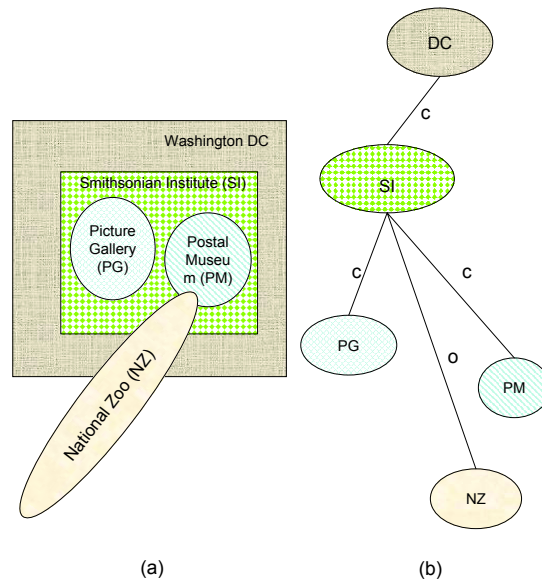 Washington DC
Smithsonian Institute (SI)
Picture
Gallery
(PG)
Postal
Museu
m (PM)
National Zoo (NZ)
(a)
DC
c
SI
c
c
PG
o
PM
NZ
(b)